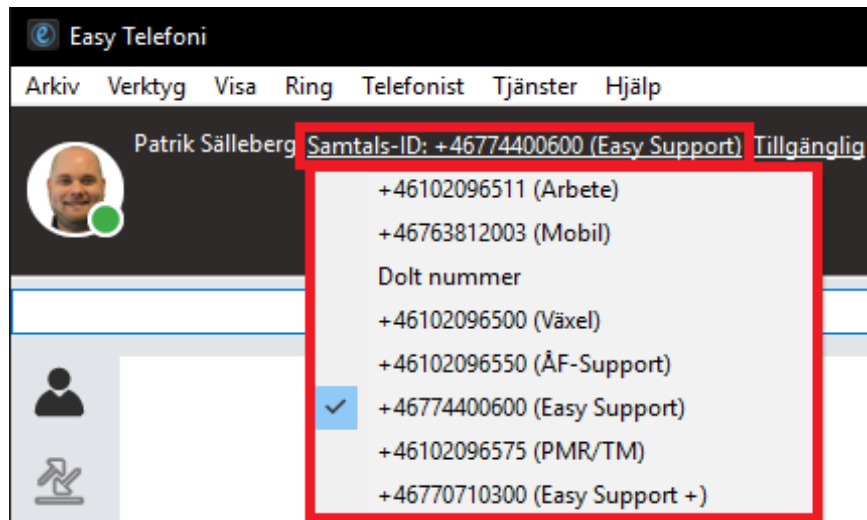 Easy Telefoni
Arkiv Verktyg Visa Ring Telefonist Tjänster Hjälp
Patrik Sälleberg Samtals-ID: +46774400600 (Easy Support) Tillgänglig
+46102096511 (Arbete)
+46763812003 (Mobil)
Dolt nummer
+46102096500 (Växel)
+46102096550 (ÅF-Support)
+46774400600 (Easy Support)
+46102096575 (PMR/TM)
+46770710300 (Easy Support +)